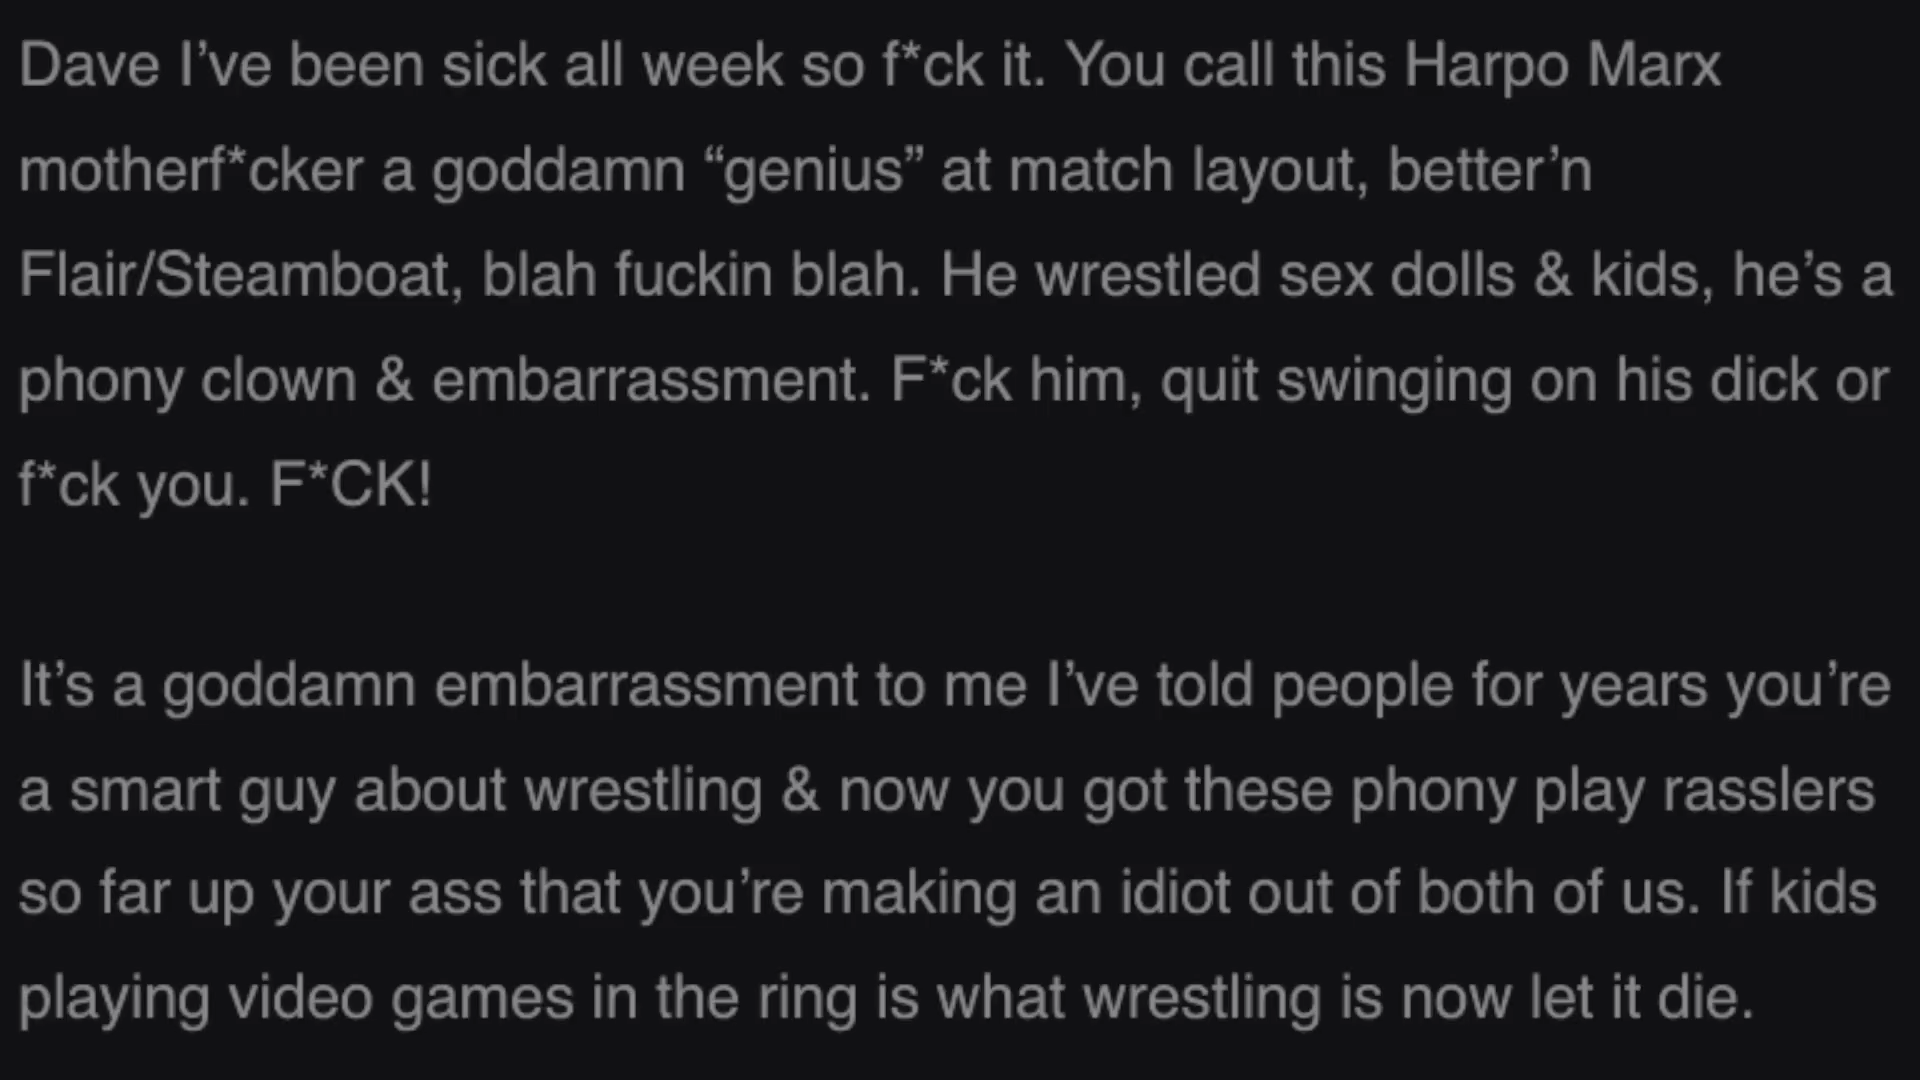 Dave I’ve been sick all week so f*ck it. You call this Harpo Marx
motherf*cker a goddamn “genius” at match layout, better’n
Flair/Steamboat, blah fuckin blah. He wrestled sex dolls & kids, he’s a
phony clown & embarrassment. F*ck him, quit swinging on his dick or
f*ck you. F*CK!
It’s a goddamn embarrassment to me I’ve told people for years you’re
a smart guy about wrestling & now you got these phony play rasslers
so far up your ass that you’re making an idiot out of both of us. If kids
playing video games in the ring is what wrestling is now let it die.